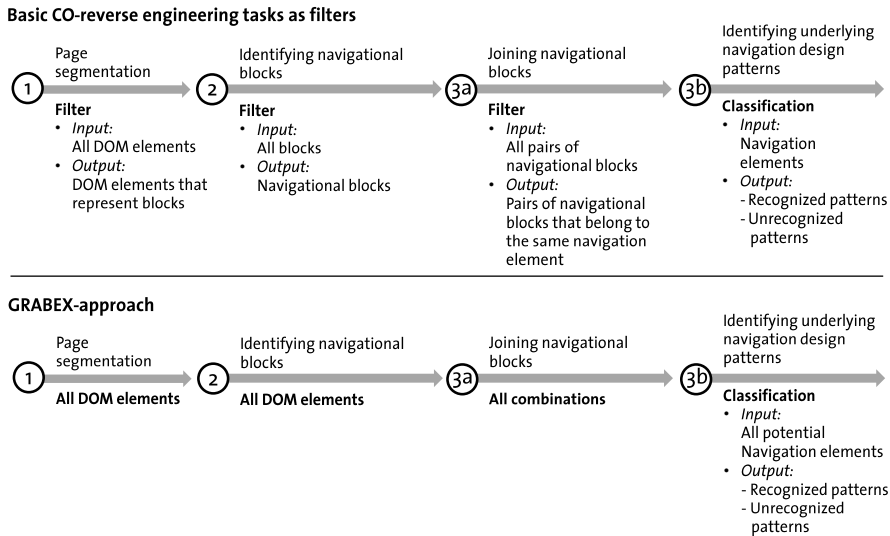 Basic CO-reverse engineering tasks as filters
1
Page
segmentation
Filter
• Input:
All DOM elements
• Output:
DOM elements that
represent blocks
2
Identifying navigational
blocks
Filter
• Input:
All blocks
• Output:
Navigational blocks
3a
Joining navigational
blocks
Filter
• Input:
All pairs of
navigational blocks
• Output:
Pairs of navigational
blocks that belong to
the same navigation
element
3b
Identifying underlying
navigation design
patterns
Classification
• Input:
Navigation
elements
• Output:
- Recognized patterns
- Unrecognized
patterns
GRABEX-approach
1
Page
segmentation
All DOM elements
2
Identifying navigational
blocks
All DOM elements
3a
Joining navigational
blocks
All combinations
3b
Identifying underlying
navigation design
patterns
Classification
• Input:
All potential
Navigation elements
• Output:
- Recognized patterns
- Unrecognized
patterns